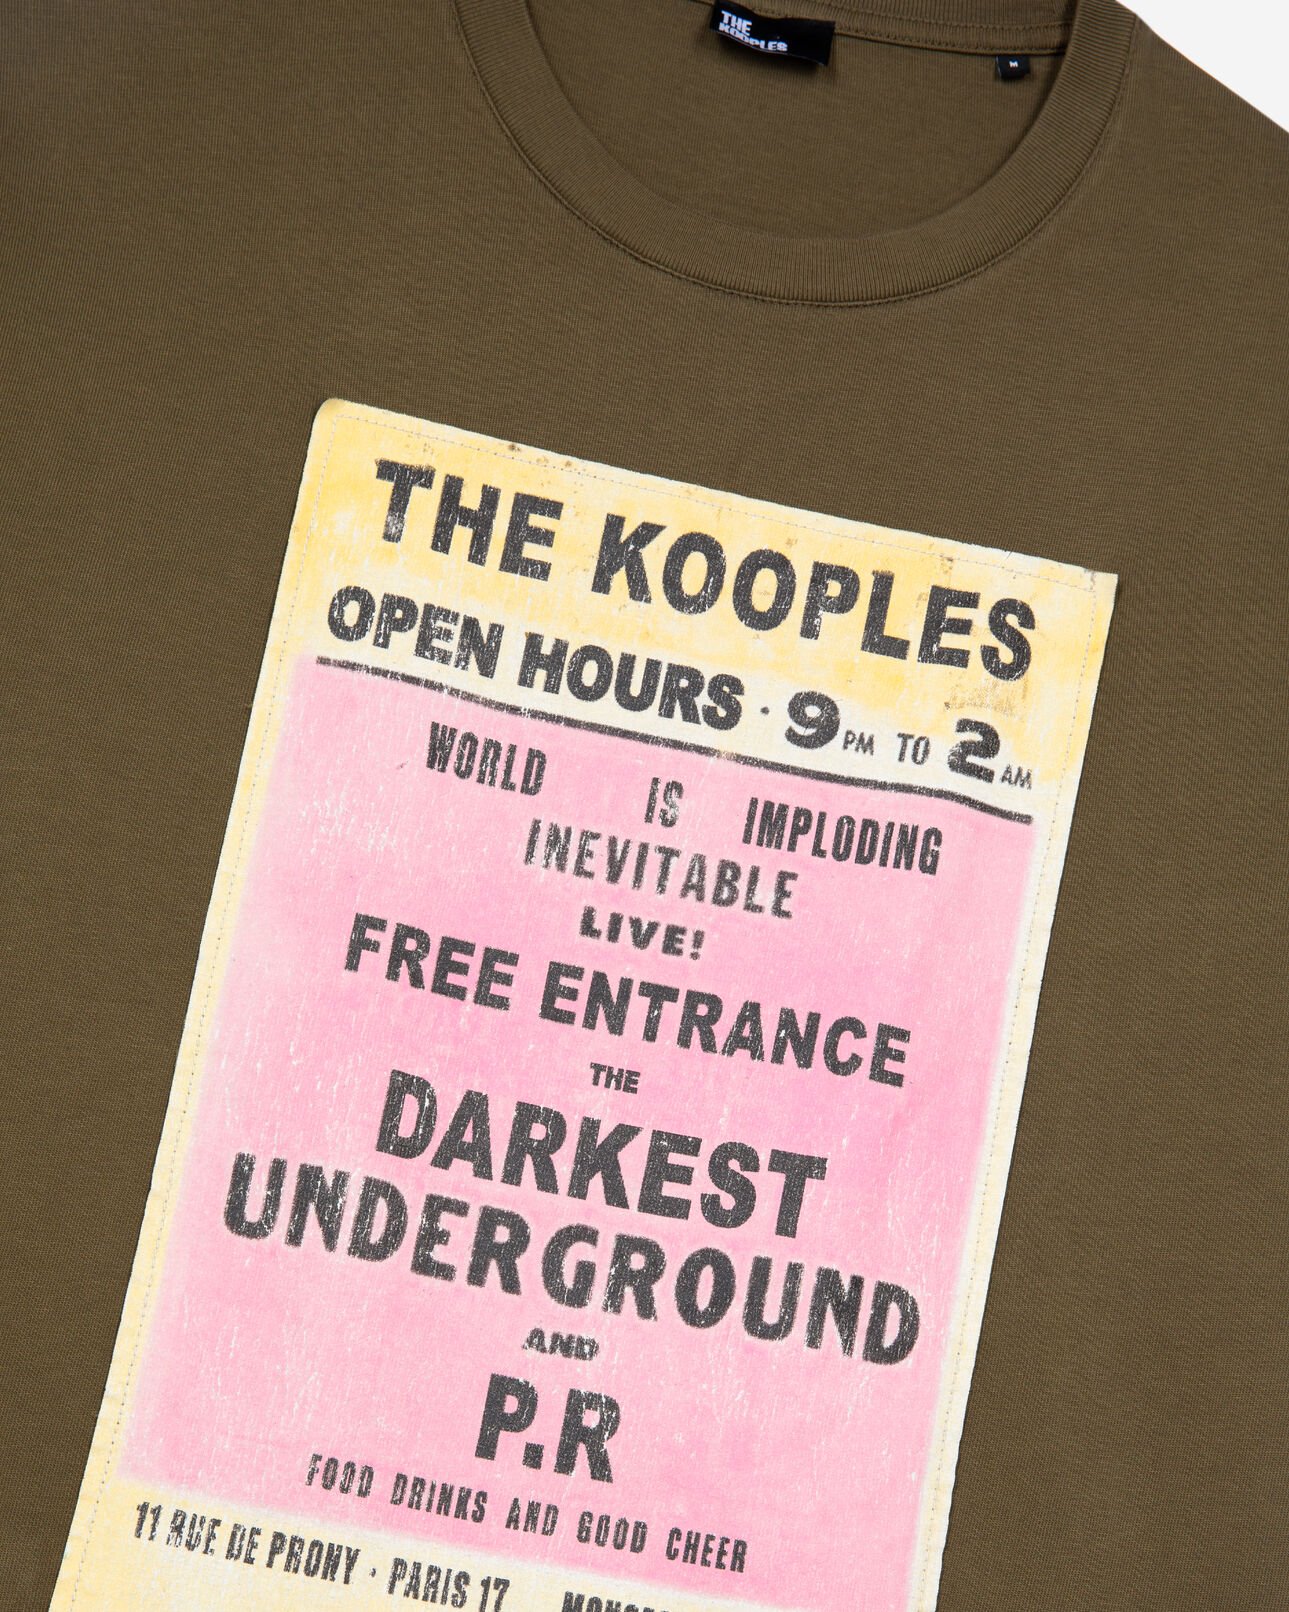 THE
KOOPLES
M
THE KOOPLES
OPEN HOURS · 9 PM TO 2 AM
WORLD IS IMPLODING
INEVITABLE
LIVE!
FREE ENTRANCE
THE
DARKEST
UNDERGROUND
AND
P.R
FOOD DRINKS AND GOOD CHEER
11 RUE DE PRONY · PARIS 17